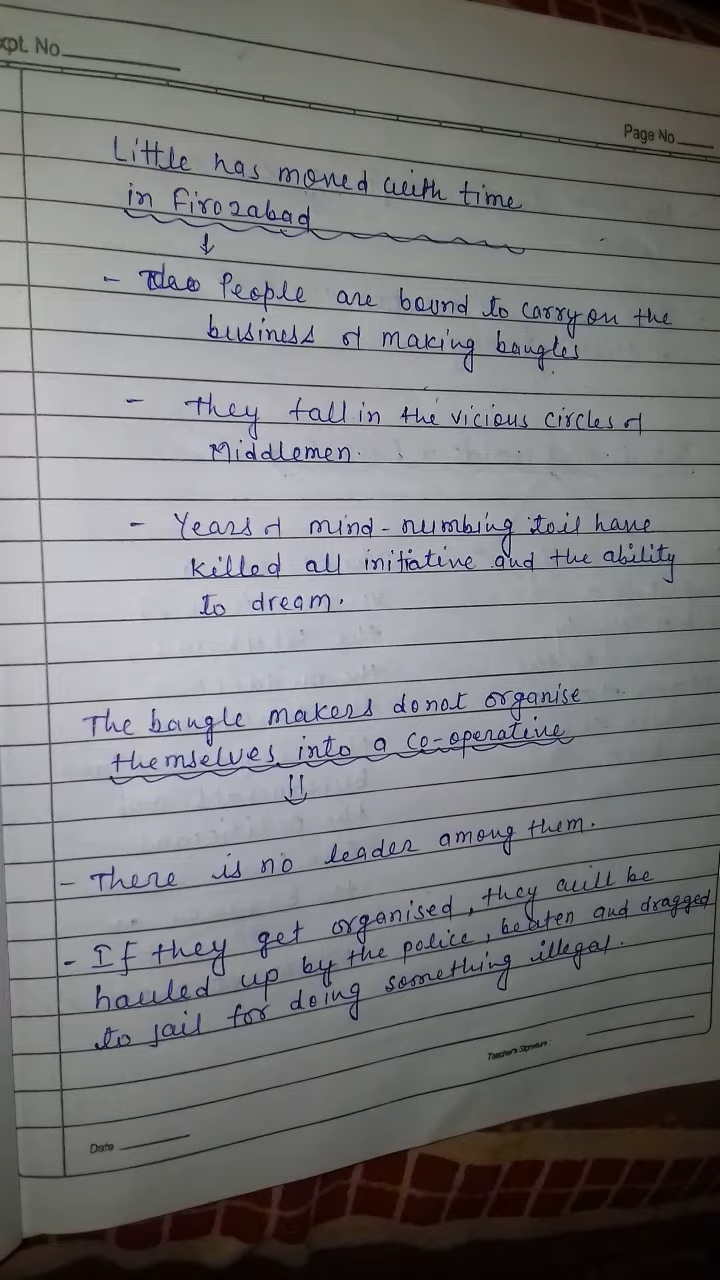 xpt. No
Page No
Little has moved with time
in Firozabad
↓
- People are bound to carry on the
business of making bangles
- they fall in the vicious circles of
Middlemen.
- Years of mind-numbing toil have
killed all initiative and the ability
to dream.
The bangle makers donot organise
themselves into a co-operative
⇓
- There is no leader among them.
- If they get organised, they will be
hauled up by the police, beaten and dragged
to jail for doing something illegal.
Teacher's Signature:
Date